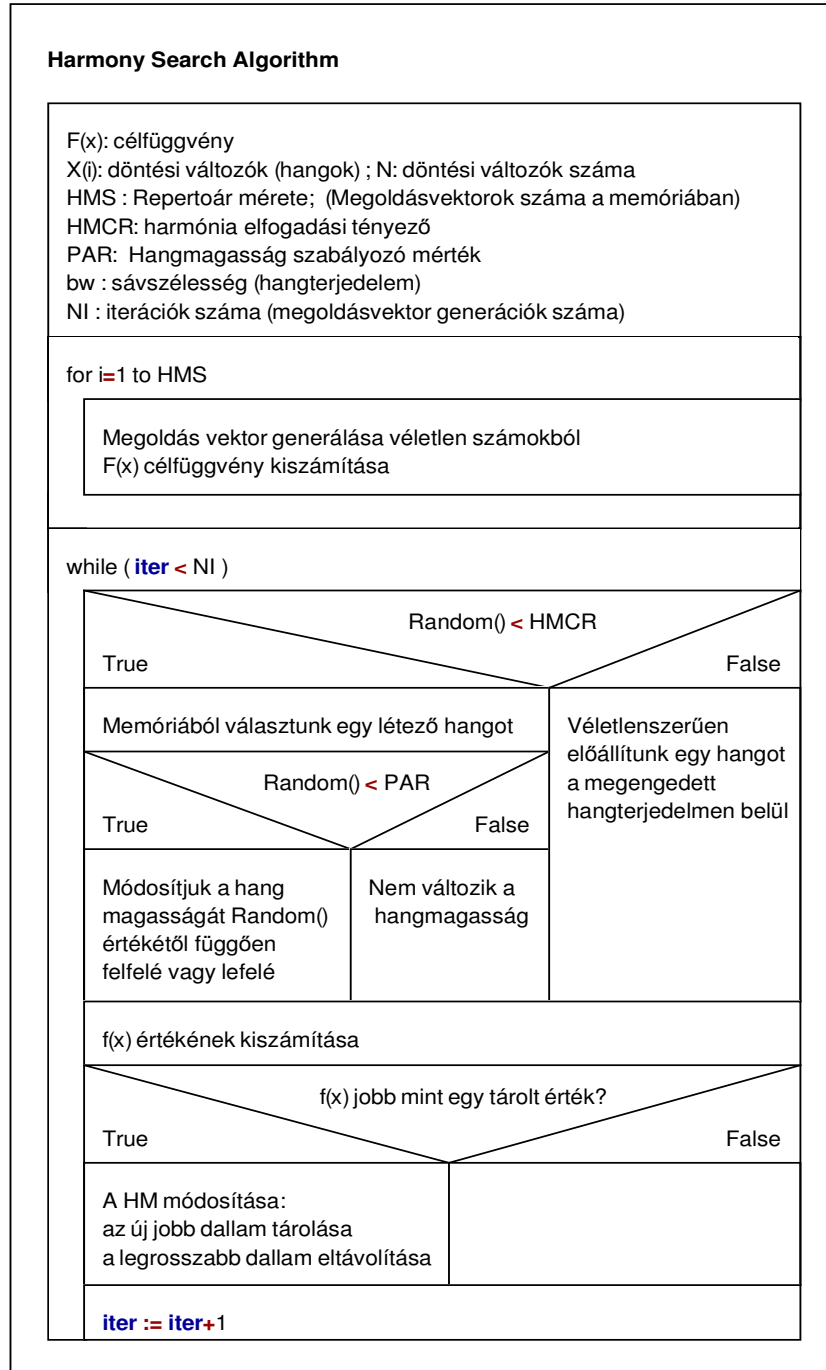 Harmony Search Algorithm
F(x): célfüggvény
X(i): döntési változók (hangok) ; N: döntési változók száma
HMS : Repertoár mérete; (Megoldásvektorok száma a memóriában)
HMCR: harmónia elfogadási tényező
PAR: Hangmagasság szabályozó mérték
bw : sávszélesség (hangterjedelem)
NI : iterációk száma (megoldásvektor generációk száma)
for i=1 to HMS
Megoldás vektor generálása véletlen számokból
F(x) célfüggvény kiszámítása
while ( iter < NI )
Random() < HMCR
True
False
Memóriából választunk egy létező hangot
Random() < PAR
True
False
Módosítjuk a hang
magasságát Random()
értékétől függően
felfelé vagy lefelé
Nem változik a
hangmagasság
Véletlenszerűen
előállítunk egy hangot
a megengedett
hangterjedelmen belül
f(x) értékének kiszámítása
f(x) jobb mint egy tárolt érték?
True
False
A HM módosítása:
az új jobb dallam tárolása
a legrosszabb dallam eltávolítása
iter := iter+1